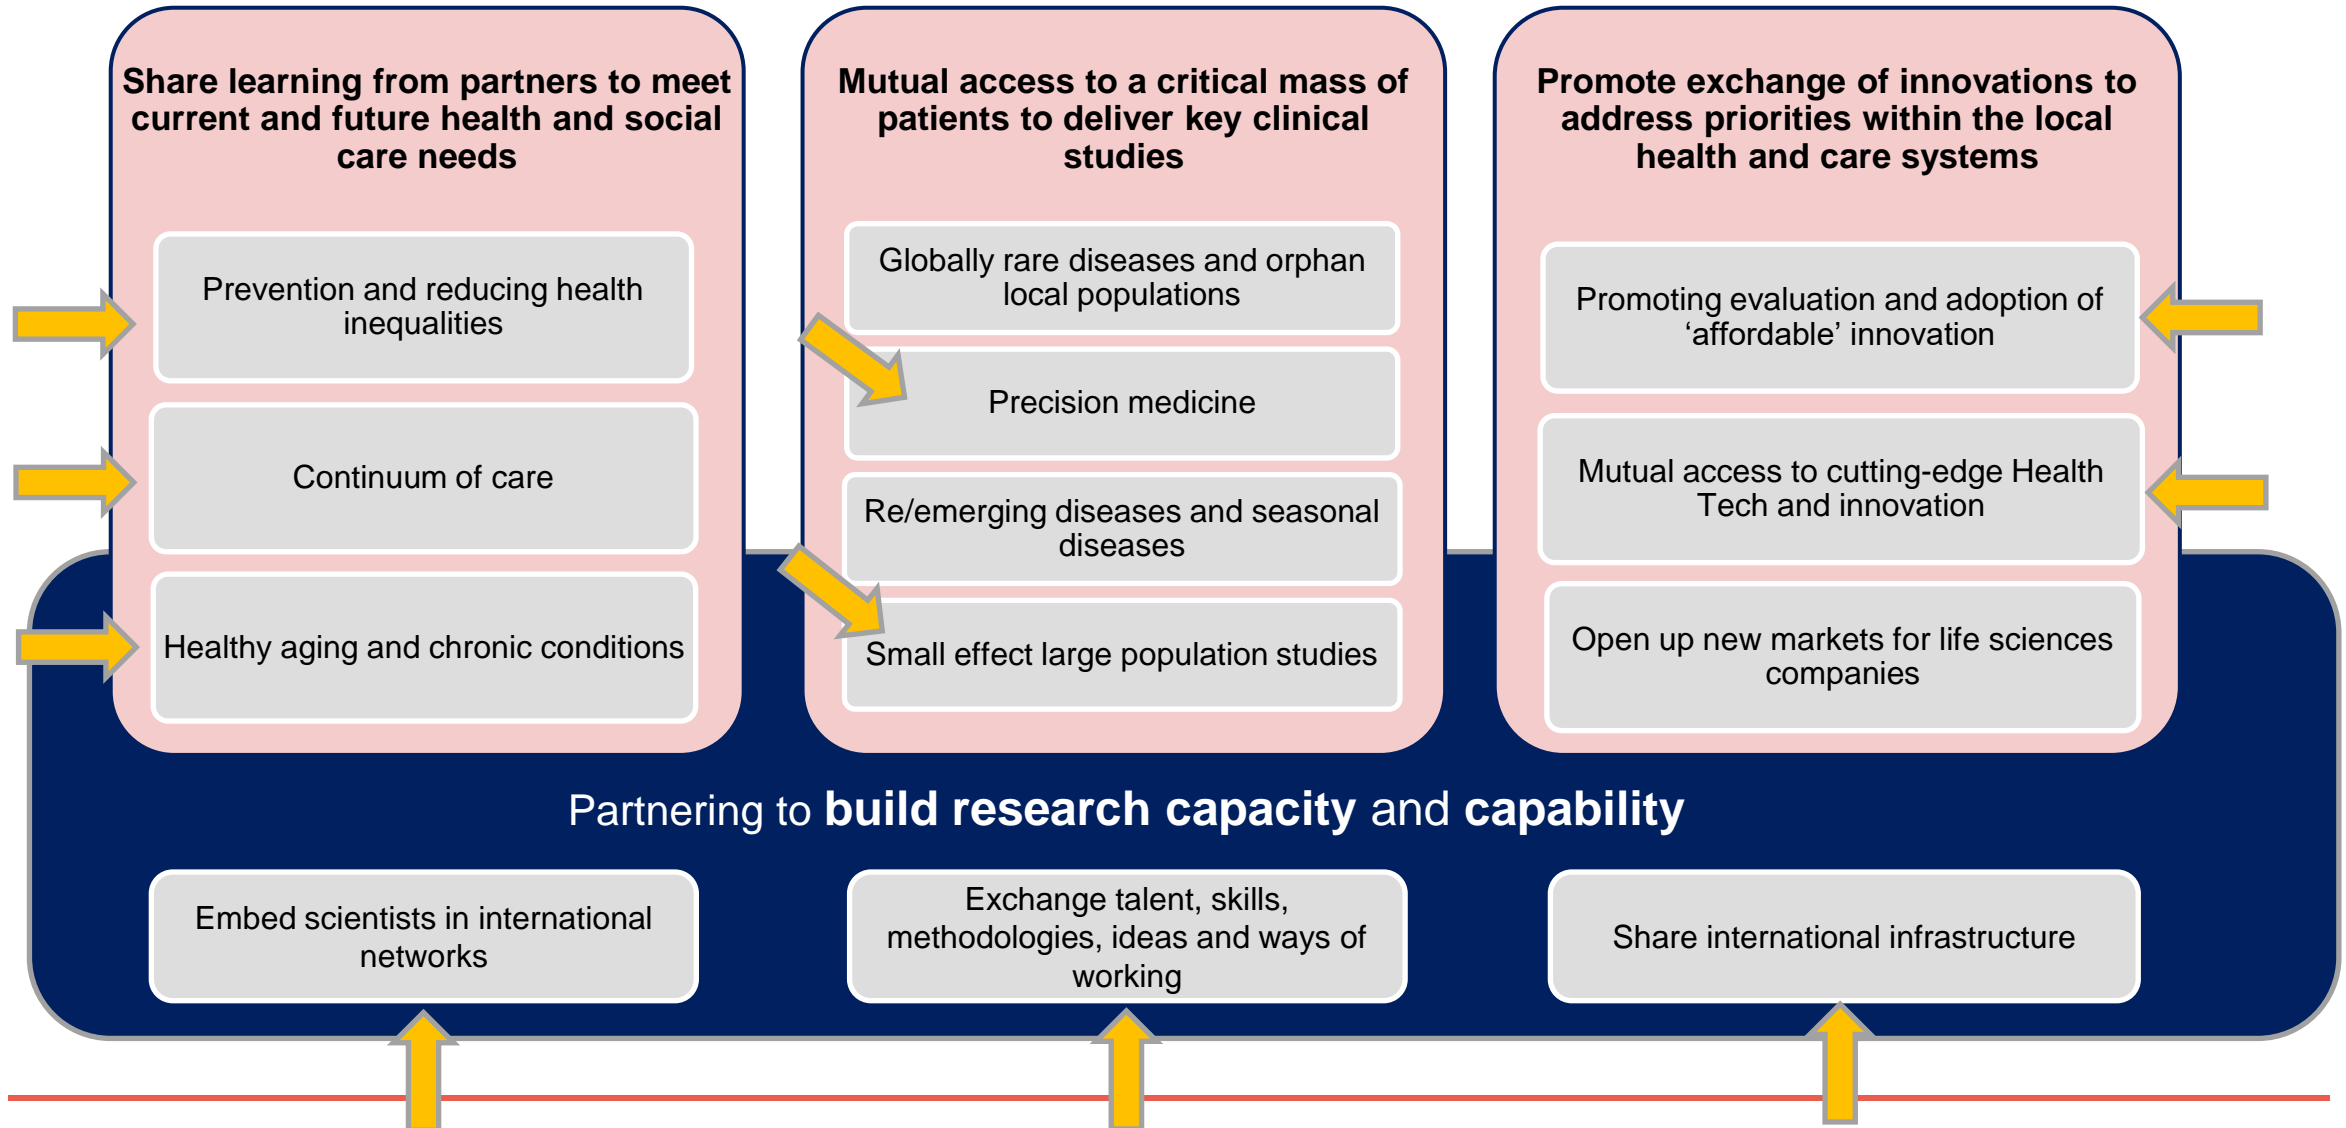 Share learning from partners to meet
current and future health and social
care needs
Prevention and reducing health
inequalities
Continuum of care
Healthy aging and chronic conditions
Mutual access to a critical mass of
patients to deliver key clinical
studies
Globally rare diseases and orphan
local populations
Precision medicine
Re/emerging diseases and seasonal
diseases
Small effect large population studies
Promote exchange of innovations to
address priorities within the local
health and care systems
Promoting evaluation and adoption of
‘affordable’ innovation
Mutual access to cutting-edge Health
Tech and innovation
Open up new markets for life sciences
companies
Partnering to build research capacity and capability
Embed scientists in international
networks
Exchange talent, skills,
methodologies, ideas and ways of
working
Share international infrastructure